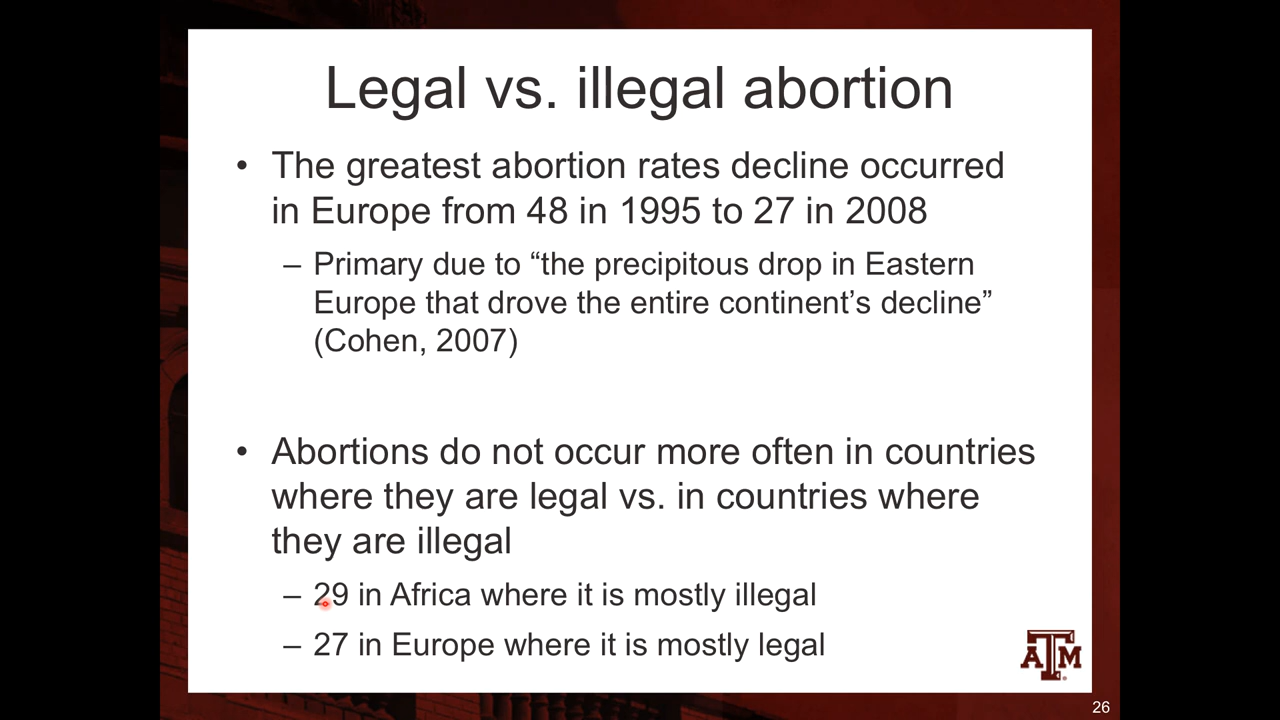 Legal vs. illegal abortion
• The greatest abortion rates decline occurred
in Europe from 48 in 1995 to 27 in 2008
– Primary due to “the precipitous drop in Eastern
Europe that drove the entire continent’s decline”
(Cohen, 2007)
• Abortions do not occur more often in countries
where they are legal vs. in countries where
they are illegal
– 29 in Africa where it is mostly illegal
– 27 in Europe where it is mostly legal
ATM
26